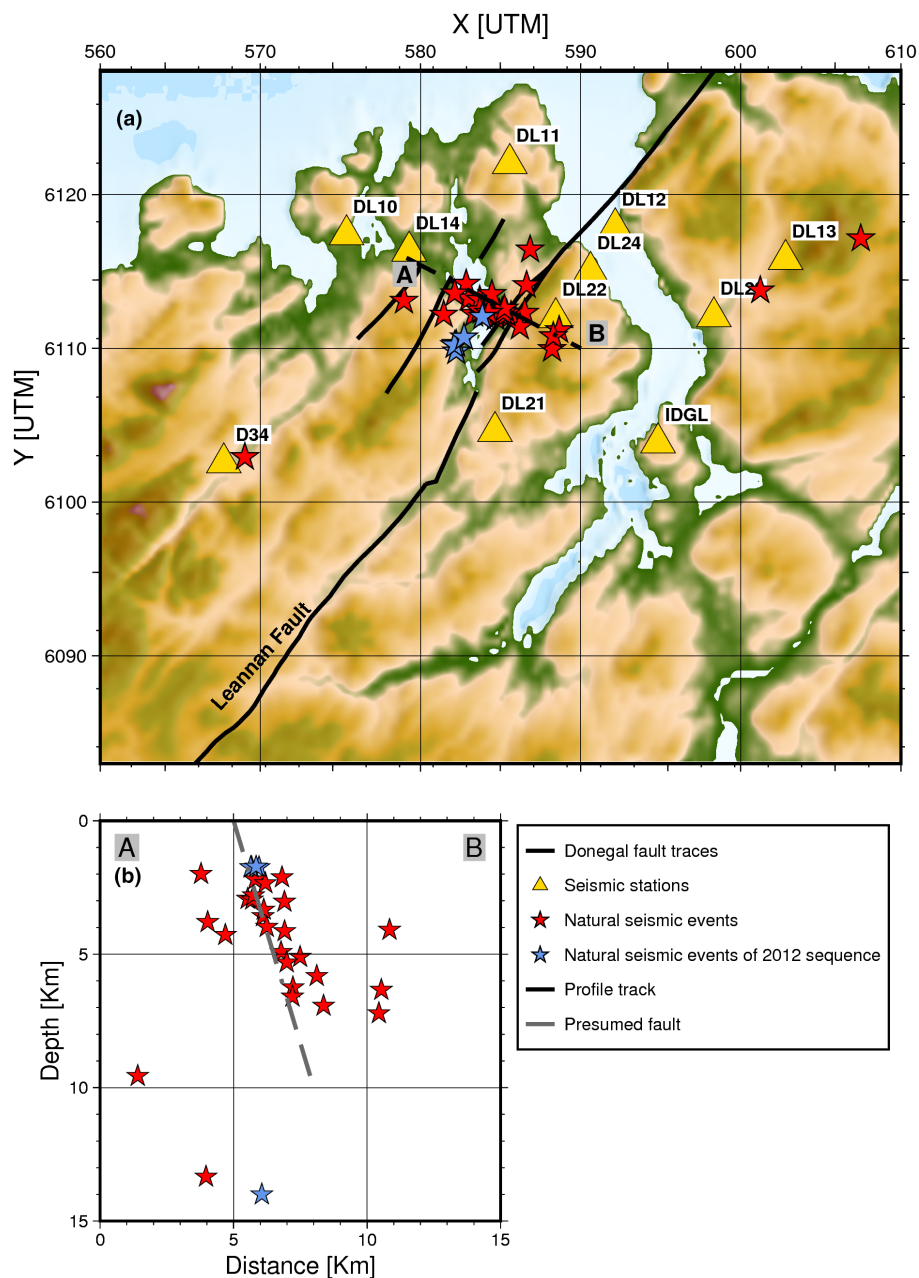 X [UTM]
560 570 580 590 600 610
(a)
DL11
6120
DL10
DL12
DL14
DL13
DL24
A
DL22
B
6110
DL21
IDGL
D34
Y [UTM]
6100
Leannan Fault
6090
0
A
B
(b)
5
Depth [Km]
10
15
0 5 10 15
Distance [Km]
Donegal fault traces
Seismic stations
Natural seismic events
Natural seismic events of 2012 sequence
Profile track
Presumed fault